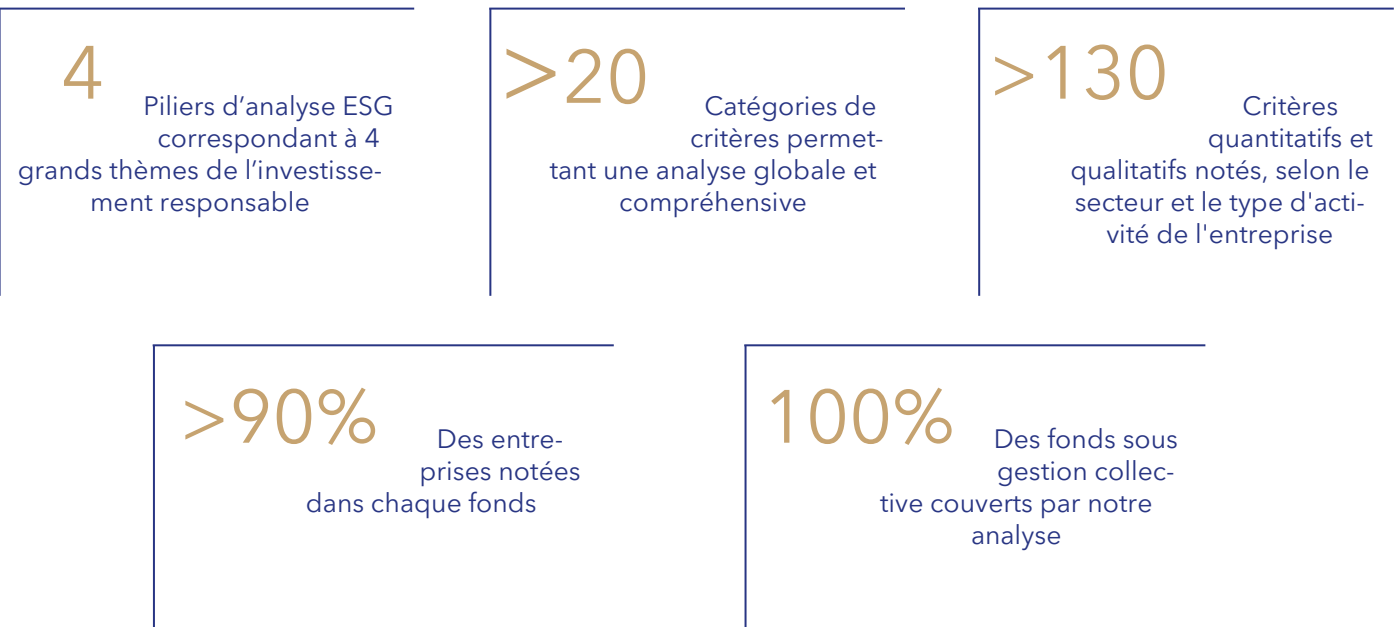 4
Piliers d’analyse ESG
correspondant à 4
grands thèmes de l’investisse-
ment responsable
>20
Catégories de
critères permet-
tant une analyse globale et
compréhensive
>130
Critères
quantitatifs et
qualitatifs notés, selon le
secteur et le type d'acti-
vité de l'entreprise
>90%
Des entre-
prises notées
dans chaque fonds
100%
Des fonds sous
gestion collec-
tive couverts par notre
analyse